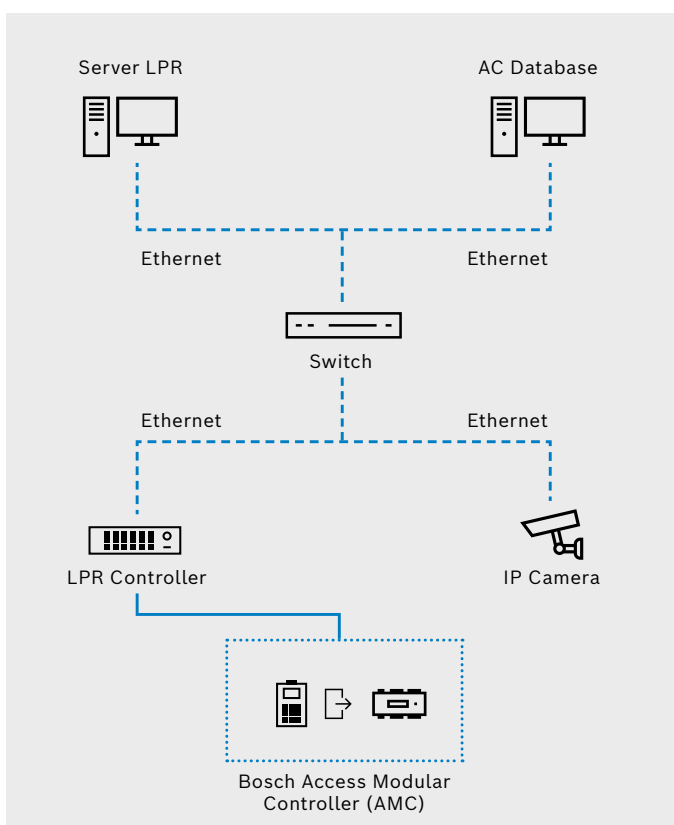 Server LPR
AC Database
Ethernet
Ethernet
Switch
Ethernet
Ethernet
LPR Controller
IP Camera
Bosch Access Modular
Controller (AMC)